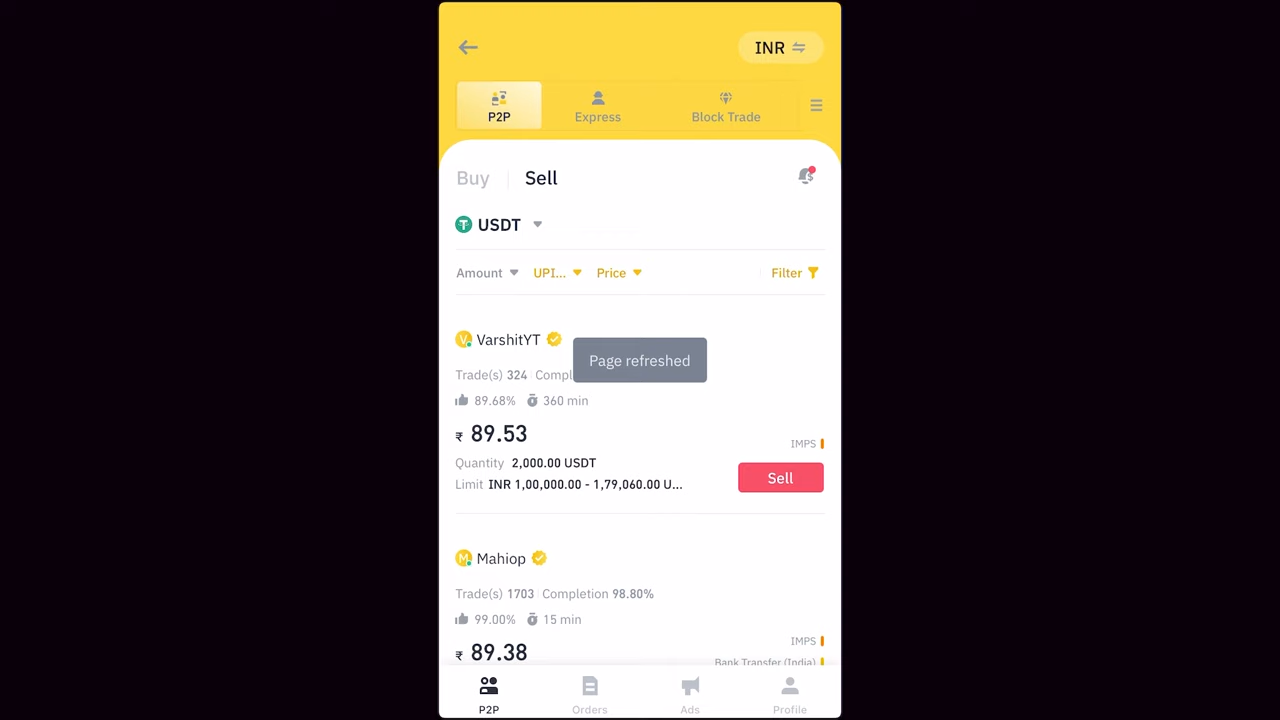 INR
P2P
Express
Block Trade
Buy
Sell
USDT
Amount
UPI...
Price
Filter
V
VarshitYT
Page refreshed
Trade(s) 324 Compl
89.68%
360 min
₹ 89.53
IMPS
Quantity 2,000.00 USDT
Limit INR 1,00,000.00 - 1,79,060.00 U...
Sell
M
Mahiop
Trade(s) 1703 Completion 98.80%
99.00%
15 min
IMPS
₹ 89.38
Bank Transfer (India)
P2P
Orders
Ads
Profile